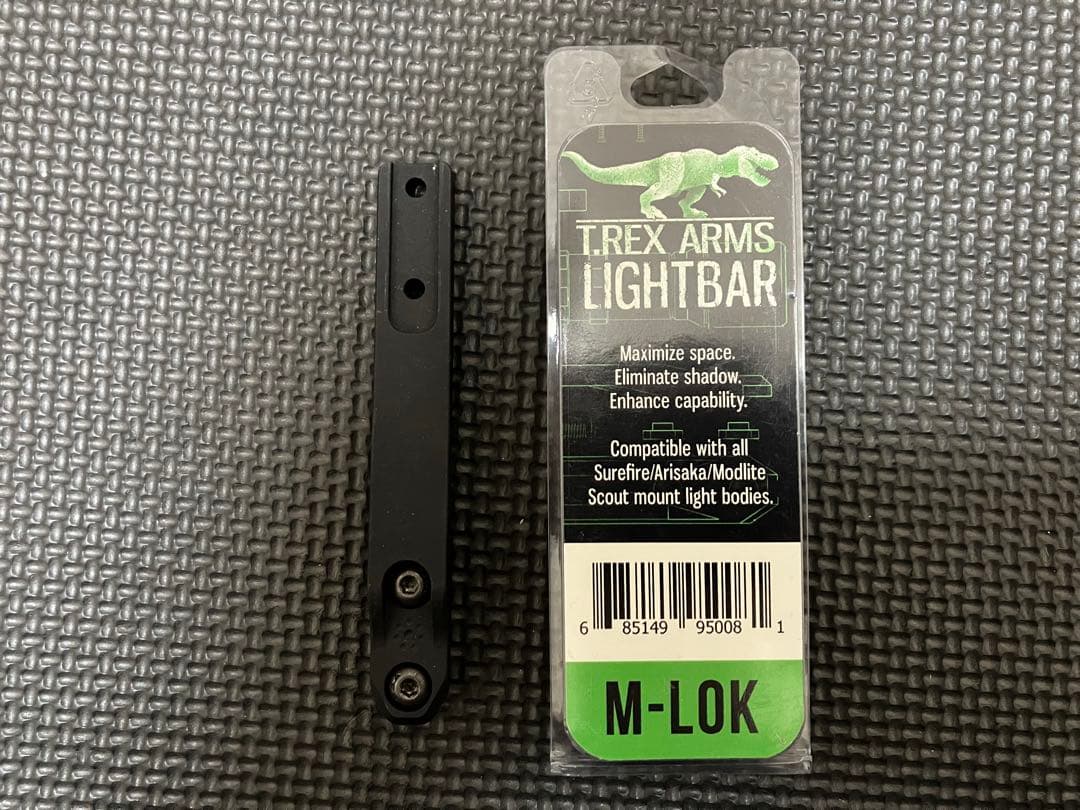 T.REX ARMS
LIGHTBAR
Maximize space.
Eliminate shadow.
Enhance capability.
Compatible with all
Surefire/Arisaka/Modlite
Scout mount light bodies.
6 85149 95008 1
M-LOK